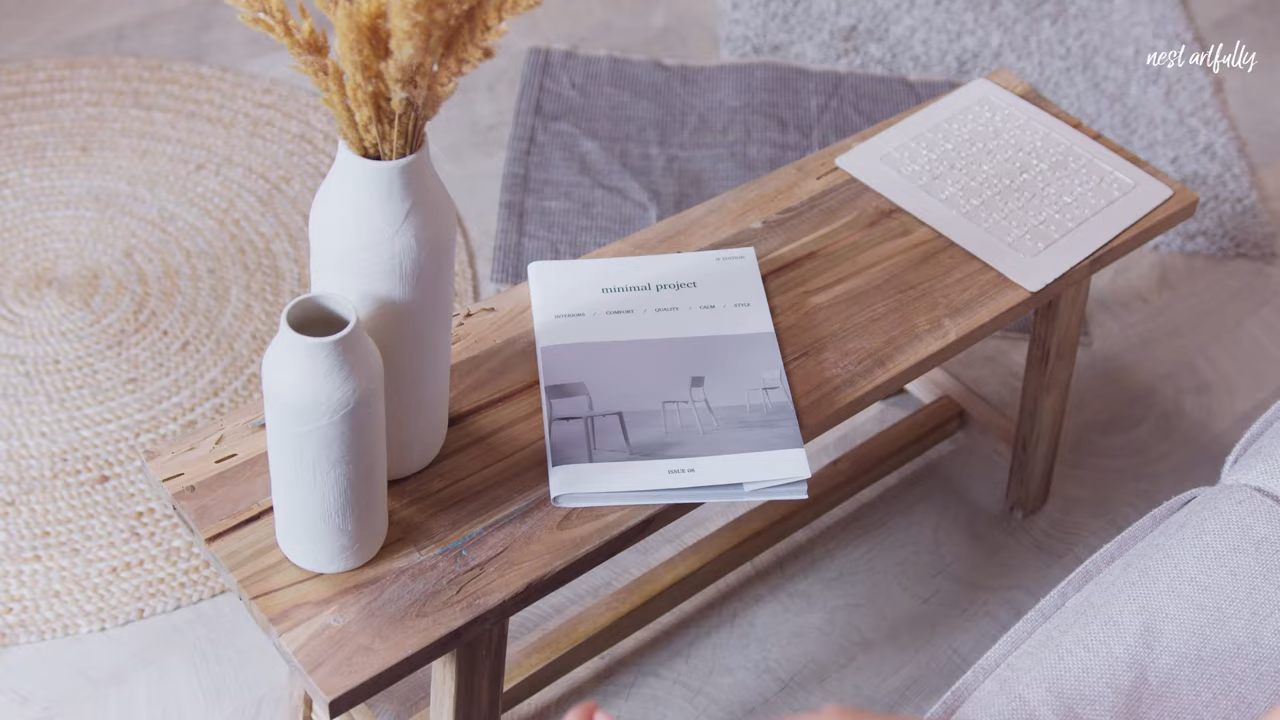 nest artfully
minimal project
INTERIORS / COMFORT / QUALITY / CALM / STYLE
ISSUE 08